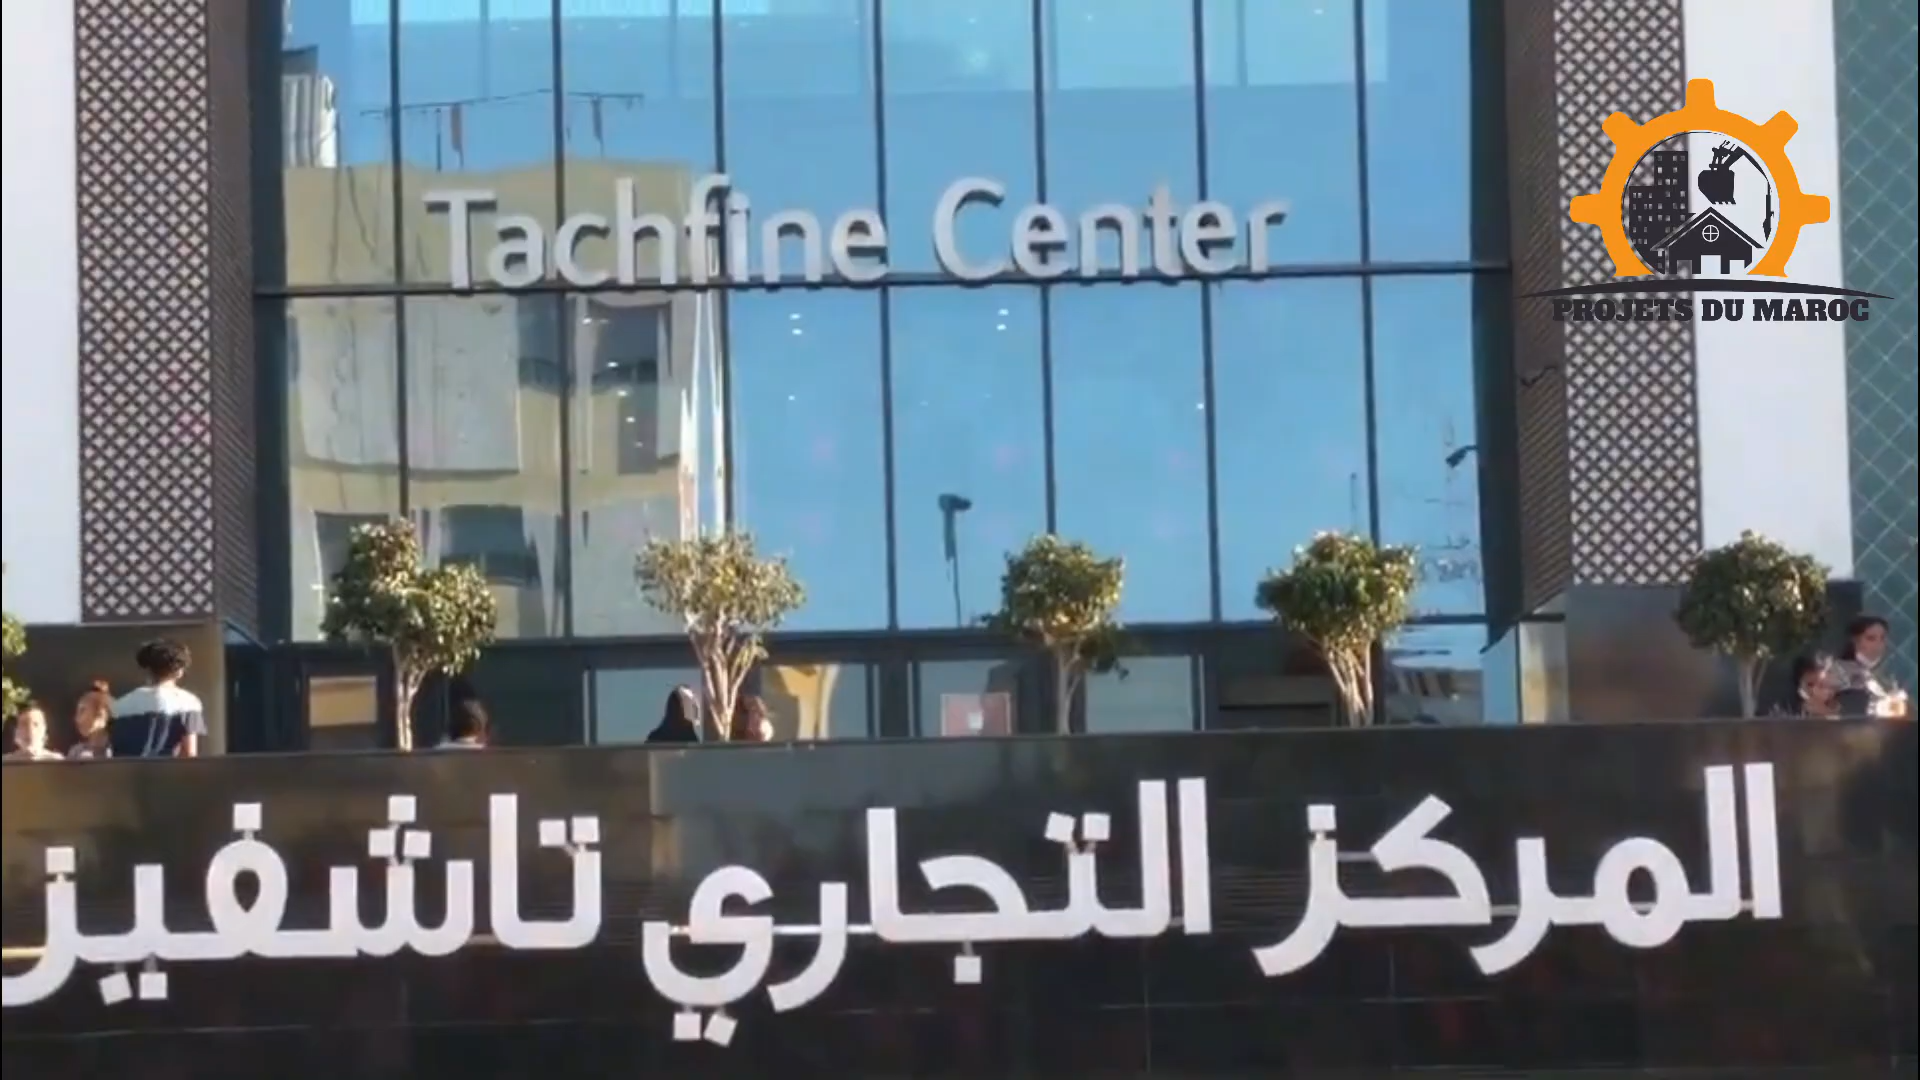 Tachfine Center
PROJETS DU MAROC
المركز التجاري تاشفين